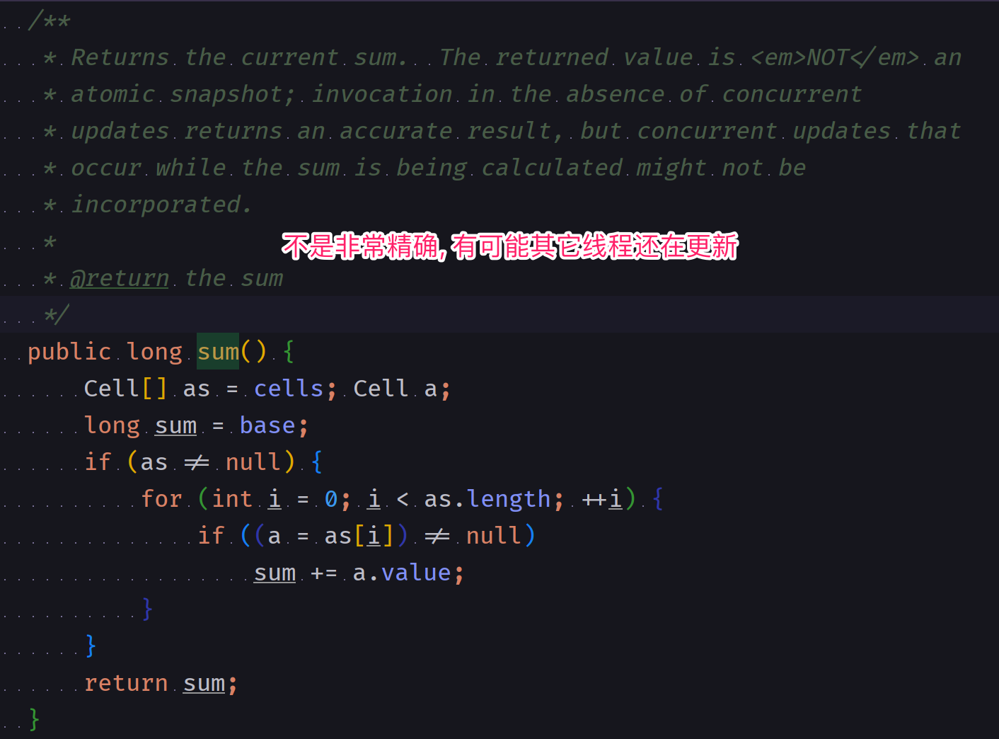 /**
* Returns the current sum.  The returned value is <em>NOT</em> an
* atomic snapshot; invocation in the absence of concurrent
* updates returns an accurate result, but concurrent updates that
* occur while the sum is being calculated might not be
* incorporated.
*
不是非常精确, 有可能其它线程还在更新
* @return the sum
*/
public long sum() {
Cell[] as = cells; Cell a;
long sum = base;
if (as != null) {
for (int i = 0; i < as.length; ++i) {
if ((a = as[i]) != null)
sum += a.value;
}
}
return sum;
}